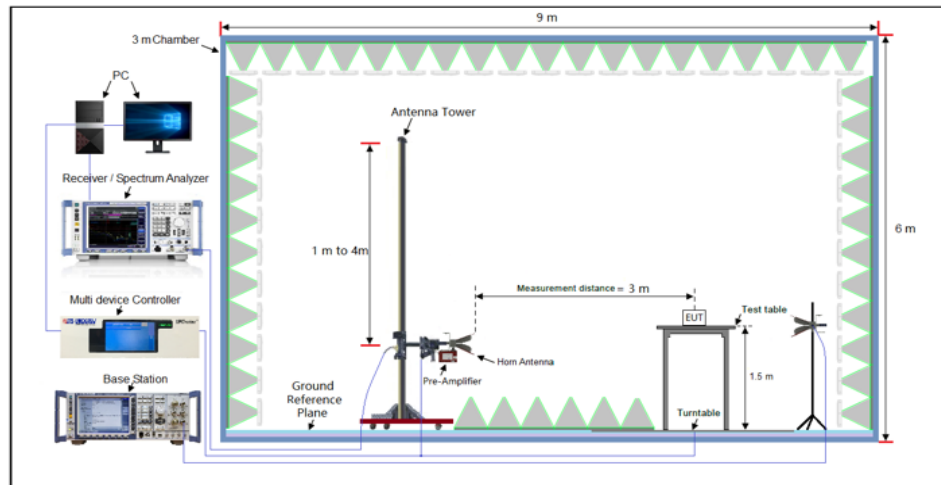 9 m
3 m Chamber
PC
Antenna Tower
Receiver / Spectrum Analyzer
1 m to 4m
6 m
Measurement distance = 3 m
Multi device Controller
EUT
Test table
Horn Antenna
Pre-Amplifier
1.5 m
Base Station
Ground
Reference
Plane
Turntable